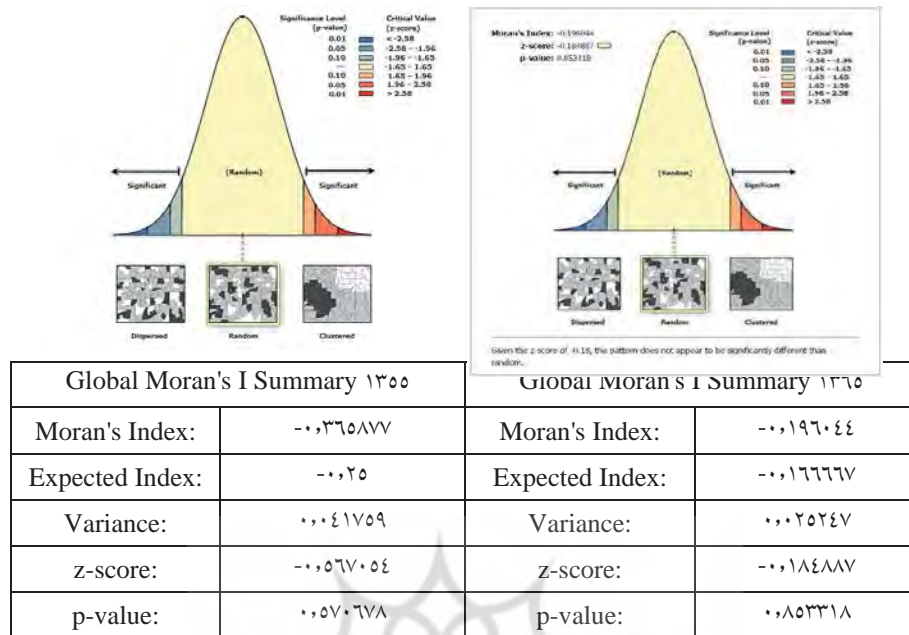 Significance Level
(p-value)
Critical Value
(z-score)
0.01 < -2.58
0.05 -2.58 - -1.96
0.10 -1.96 - -1.65
— -1.65 - 1.65
0.10 1.65 - 1.96
0.05 1.96 - 2.58
0.01 > 2.58
Significant
(Random)
Significant
Dispersed
Random
Clustered
Moran's Index: -0.196044
z-score: -0.184887
p-value: 0.853318
Significance Level
(p-value)
Critical Value
(z-score)
0.01 < -2.58
0.05 -2.58 - -1.96
0.10 -1.96 - -1.65
— -1.65 - 1.65
0.10 1.65 - 1.96
0.05 1.96 - 2.58
0.01 > 2.58
Significant
(Random)
Significant
Dispersed
Random
Clustered
Given the z-score of -0.18, the pattern does not appear to be significantly different than
random.
Global Moran's I Summary ۱۳۵۵ Global Moran's I Summary ۱۳۶۵
Moran's Index: -۰,۳۶۵۸۷۷ Moran's Index: -۰,۱۹۶۰٤٤
Expected Index: -۰,۲۵ Expected Index: -۰,۱۶۶۶۶۷
Variance: ۰,۰٤۱۷۵۹ Variance: ۰,۰۲۵۲٤۷
z-score: -۰,۵۶۷۰۵٤ z-score: -۰,۱۸٤۸۸۷
p-value: ۰,۵۷۰۶۷۸ p-value: ۰,۸۵۳۳۱۸